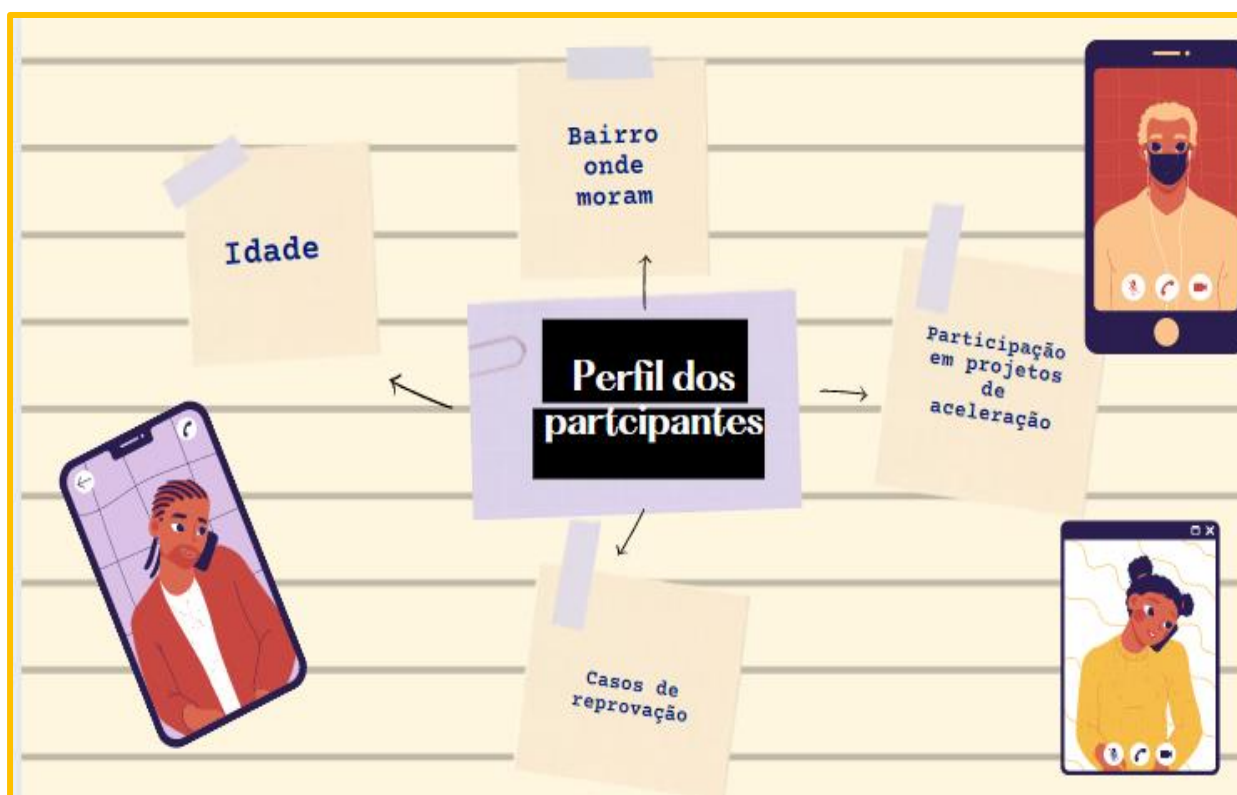 Bairro
onde
moram
Idade
Participação
em projetos
de
aceleração
Perfil dos
partcipantes
Casos de
reprovação